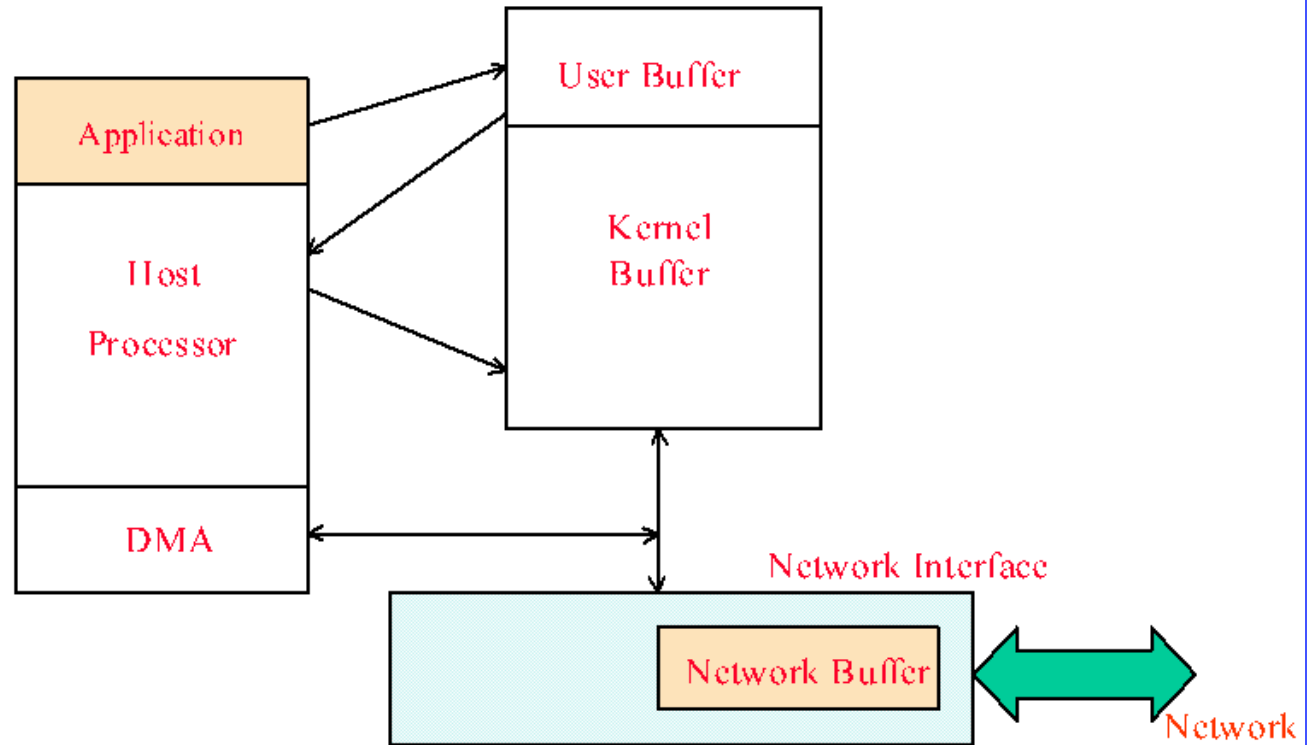 User Buffer
Application
Kernel
Buffer
Host
Processor
DMA
Network Interface
Network Buffer
Network